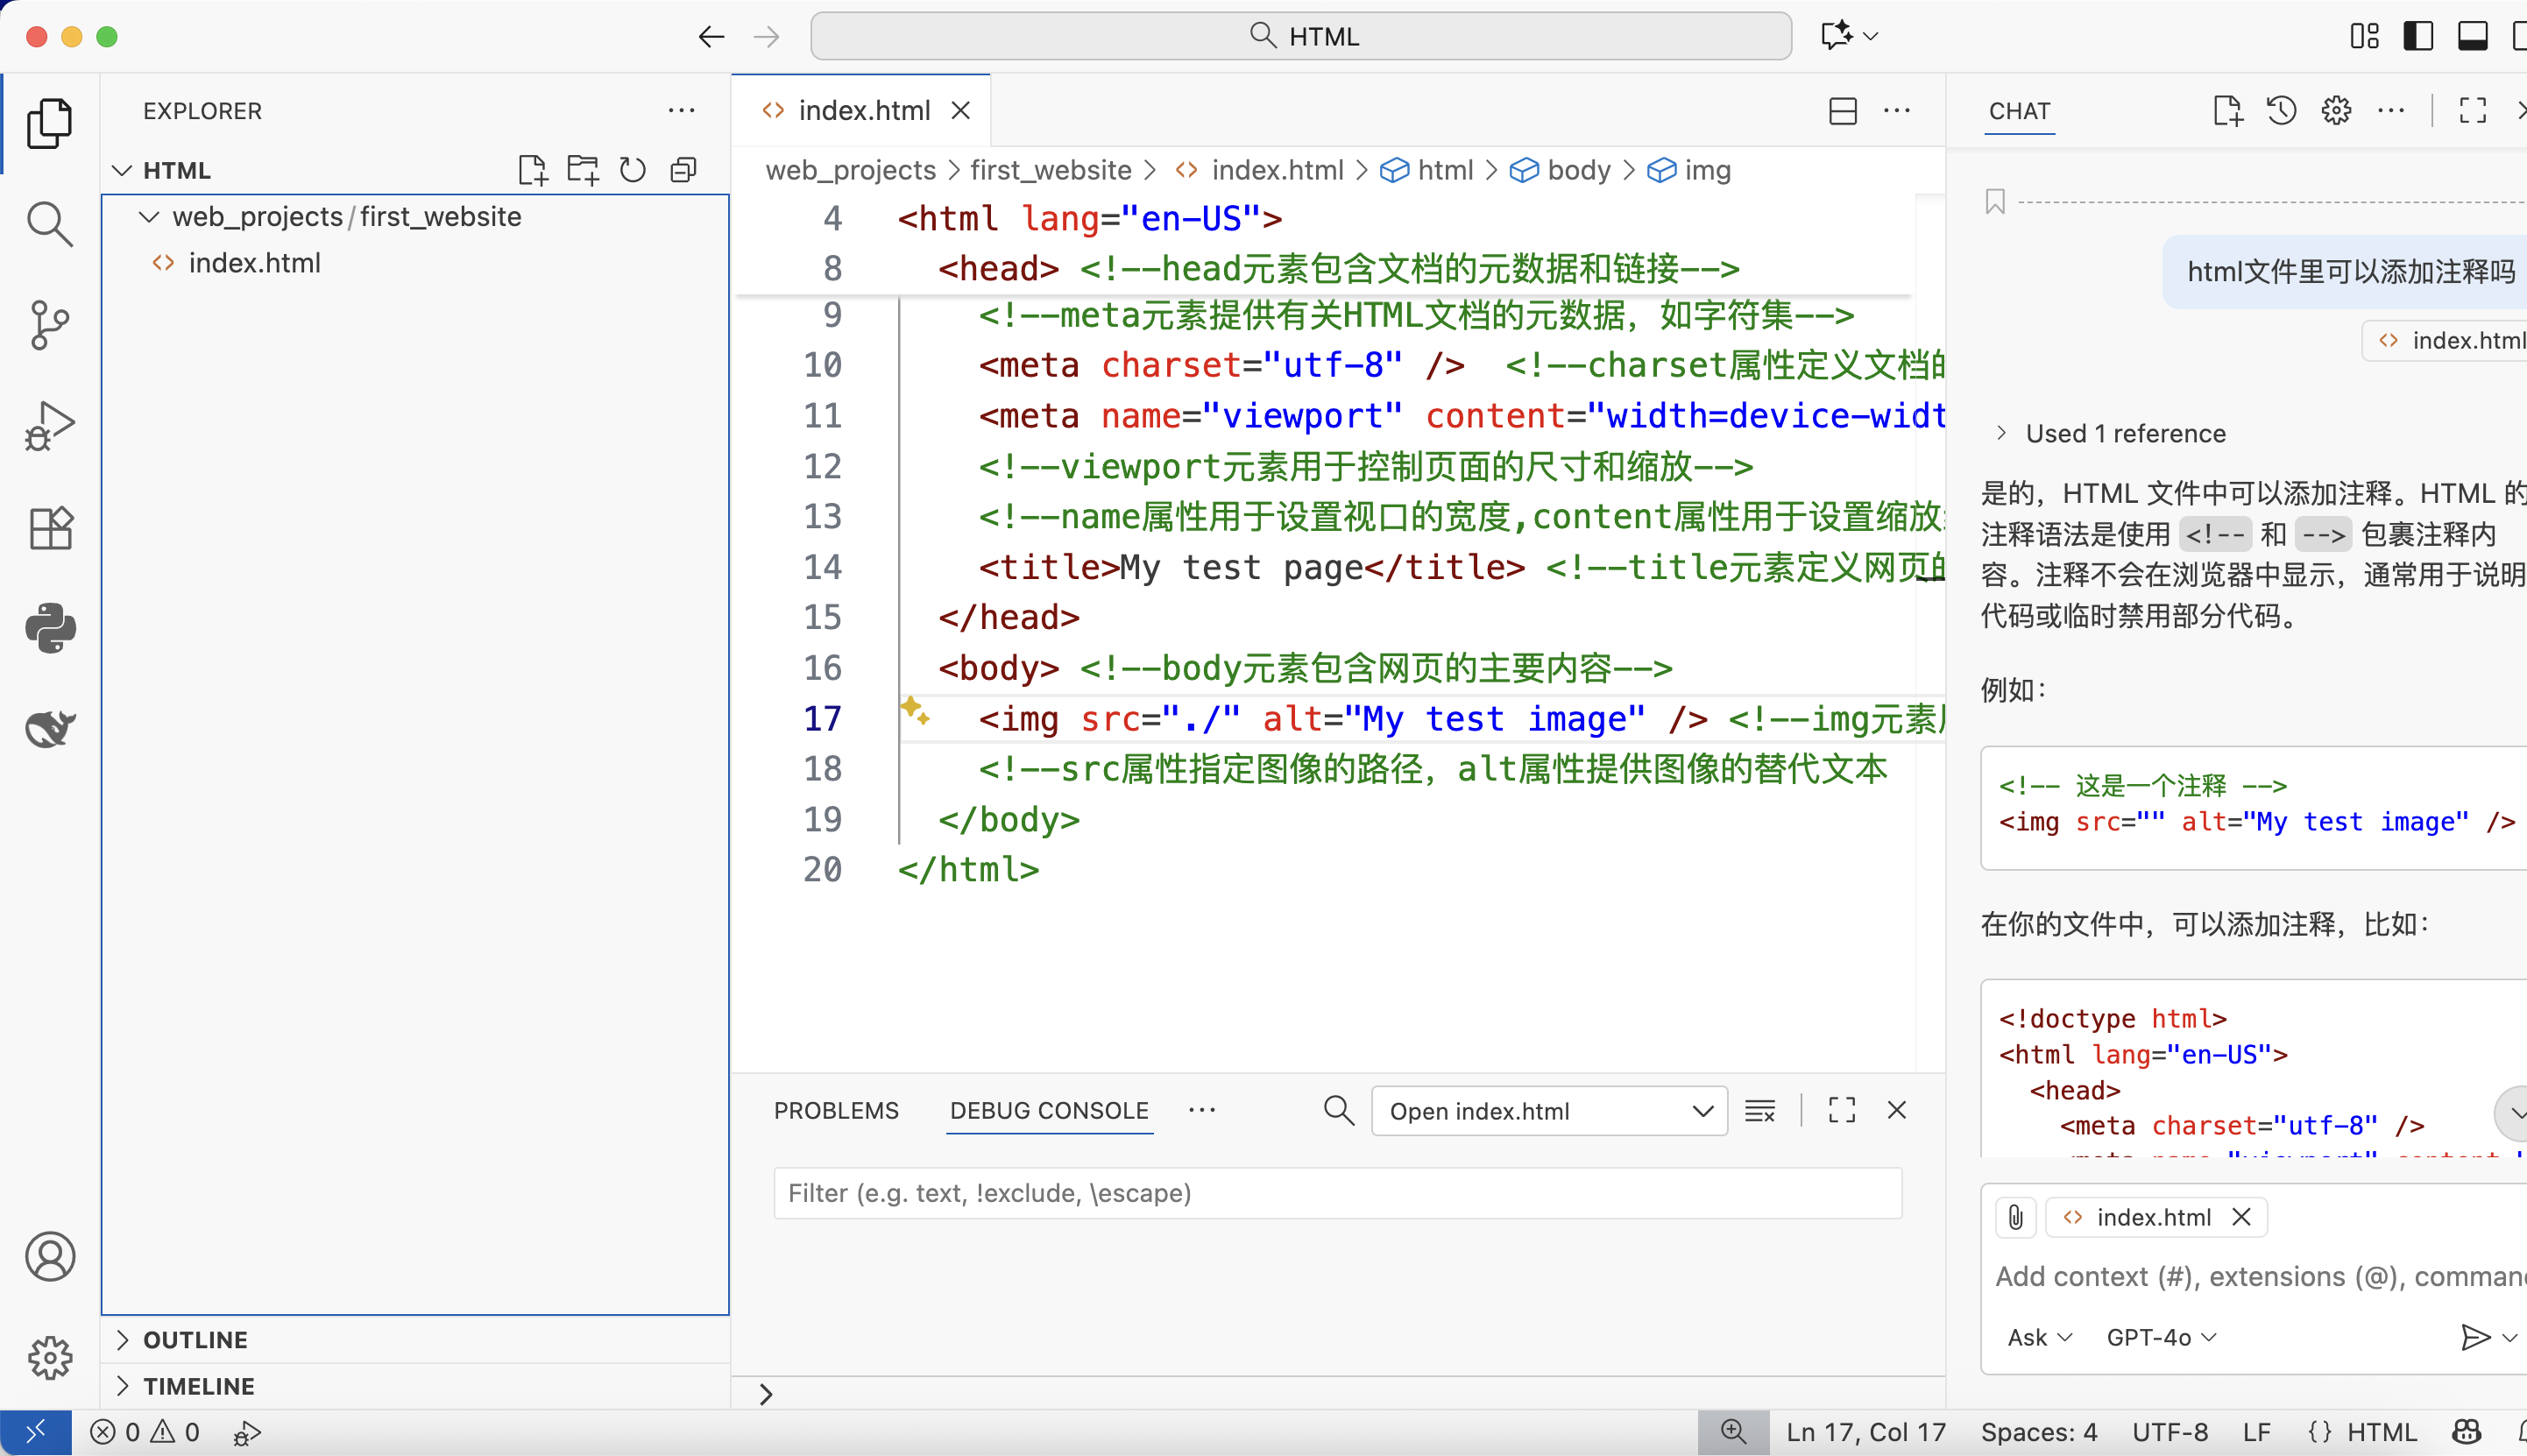 HTML
EXPLORER
HTML
web_projects/first_website
index.html
OUTLINE
TIMELINE
index.html
web_projects > first_website > index.html > html > body > img
4 <html lang="en-US">
8 <head> <!--head元素包含文档的元数据和链接-->
9 <!--meta元素提供有关HTML文档的元数据，如字符集-->
10 <meta charset="utf-8" /> <!--charset属性定义文档的
11 <meta name="viewport" content="width=device-widt
12 <!--viewport元素用于控制页面的尺寸和缩放-->
13 <!--name属性用于设置视口的宽度,content属性用于设置缩放
14 <title>My test page</title> <!--title元素定义网页的
15 </head>
16 <body> <!--body元素包含网页的主要内容-->
17 <img src="./" alt="My test image" /> <!--img元素
18 <!--src属性指定图像的路径，alt属性提供图像的替代文本
19 </body>
20 </html>
PROBLEMS
DEBUG CONSOLE
Open index.html
Filter (e.g. text, !exclude, \escape)
CHAT
html文件里可以添加注释吗
index.html
Used 1 reference
是的，HTML 文件中可以添加注释。HTML 的
注释语法是使用 <!-- 和 --> 包裹注释内
容。注释不会在浏览器中显示，通常用于说明
代码或临时禁用部分代码。
例如：
<!-- 这是一个注释 -->
<img src="" alt="My test image" />
在你的文件中，可以添加注释，比如：
<!doctype html>
<html lang="en-US">
<head>
<meta charset="utf-8" />
index.html
Add context (#), extensions (@), comman
Ask
GPT-4o
0 0
Ln 17, Col 17
Spaces: 4
UTF-8
LF
{} HTML